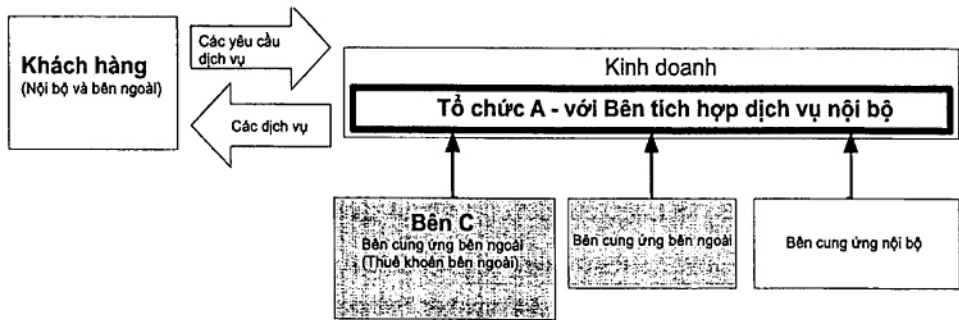 Khách hàng
(Nội bộ và bên ngoài)
Các yêu cầu
dịch vụ
Các dịch vụ
Kinh doanh
Tổ chức A - với Bên tích hợp dịch vụ nội bộ
Bên C
Bên cung ứng bên ngoài
(Thuê khoán bên ngoài)
Bên cung ứng bên ngoài
Bên cung ứng nội bộ